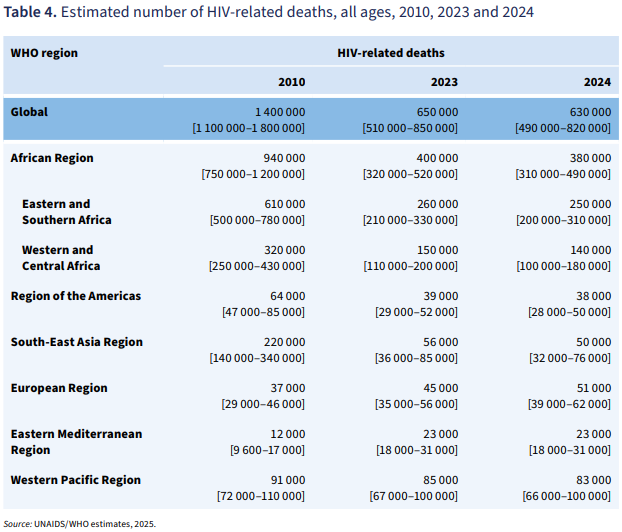 Table 4. Estimated number of HIV-related deaths, all ages, 2010, 2023 and 2024
WHO region HIV-related deaths
2010 2023 2024
Global 1 400 000 650 000 630 000
[1 100 000–1 800 000] [510 000–850 000] [490 000–820 000]
African Region 940 000 400 000 380 000
[750 000–1 200 000] [320 000–520 000] [310 000–490 000]
Eastern and 610 000 260 000 250 000
Southern Africa [500 000–780 000] [210 000–330 000] [200 000–310 000]
Western and 320 000 150 000 140 000
Central Africa [250 000–430 000] [110 000–200 000] [100 000–180 000]
Region of the Americas 64 000 39 000 38 000
[47 000–85 000] [29 000–52 000] [28 000–50 000]
South-East Asia Region 220 000 56 000 50 000
[140 000–340 000] [36 000–85 000] [32 000–76 000]
European Region 37 000 45 000 51 000
[29 000–46 000] [35 000–56 000] [39 000–62 000]
Eastern Mediterranean 12 000 23 000 23 000
Region [9 600–17 000] [18 000–31 000] [18 000–31 000]
Western Pacific Region 91 000 85 000 83 000
[72 000–110 000] [67 000–100 000] [66 000–100 000]
Source: UNAIDS/WHO estimates, 2025.